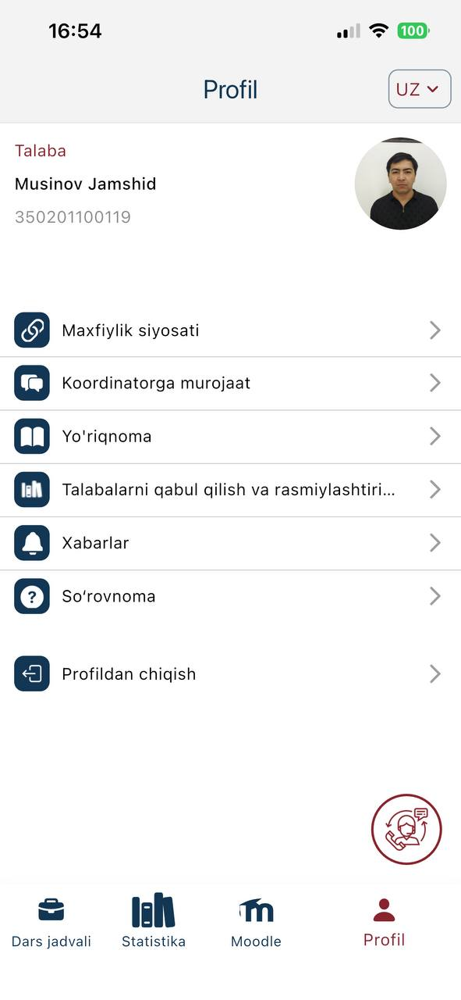 16:54
100
Profil
UZ
Talaba
Musinov Jamshid
350201100119
Maxfiylik siyosati
Koordinatorga murojaat
Yo'riqnoma
Talabalarni qabul qilish va rasmiylashtiri...
Xabarlar
?
So‘rovnoma
Profildan chiqish
Dars jadvali
Statistika
Moodle
Profil